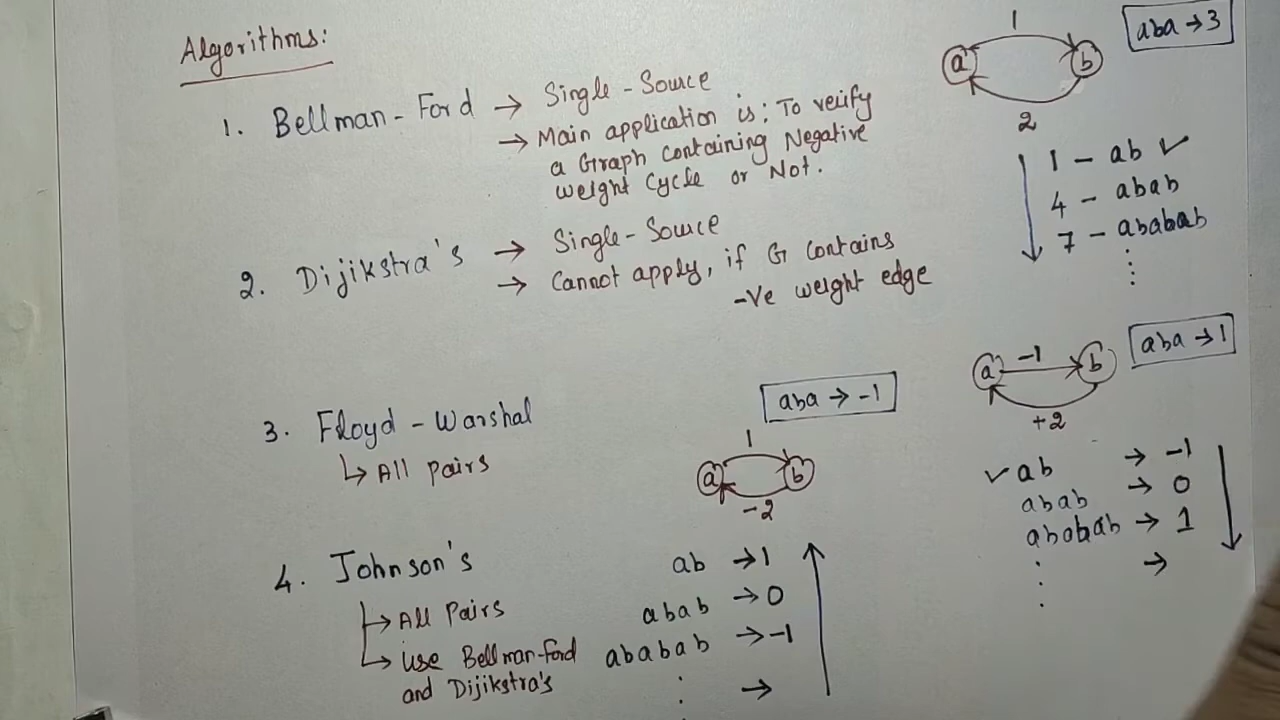 Algorithms:
1. Bellman-Ford → Single-Source
→ Main application is: To verify
a Graph containing Negative
weight Cycle or Not.
2. Dijikstra's → Single-Source
→ Cannot apply, if G contains
-Ve weight edge
3. Floyd-Warshal
↳ All pairs
4. Johnson's
→ All Pairs
→ Use Bellman-Ford
and Dijikstra's
1
a b
2
aba → 3
1 - ab ✓
4 - abab
7 - ababab
⋮
aba → 1
a -1 b
+2
✓ ab → -1
abab → 0
ababab → 1
⋮ →
aba → -1
1
a b
-2
ab → 1
abab → 0
ababab → -1
⋮ →